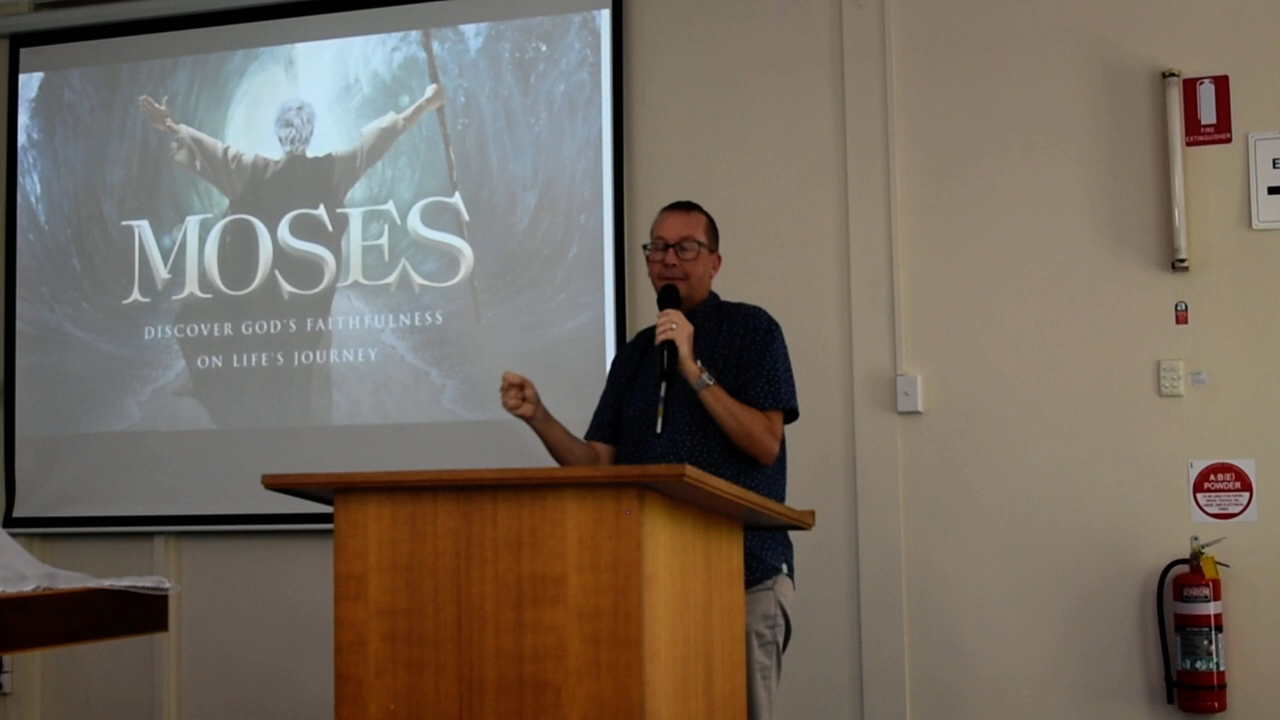 MOSES
DISCOVER GOD'S FAITHFULNESS
ON LIFE'S JOURNEY
FIRE
EXTINGUISHER
E
a
A:B(E)
POWDER